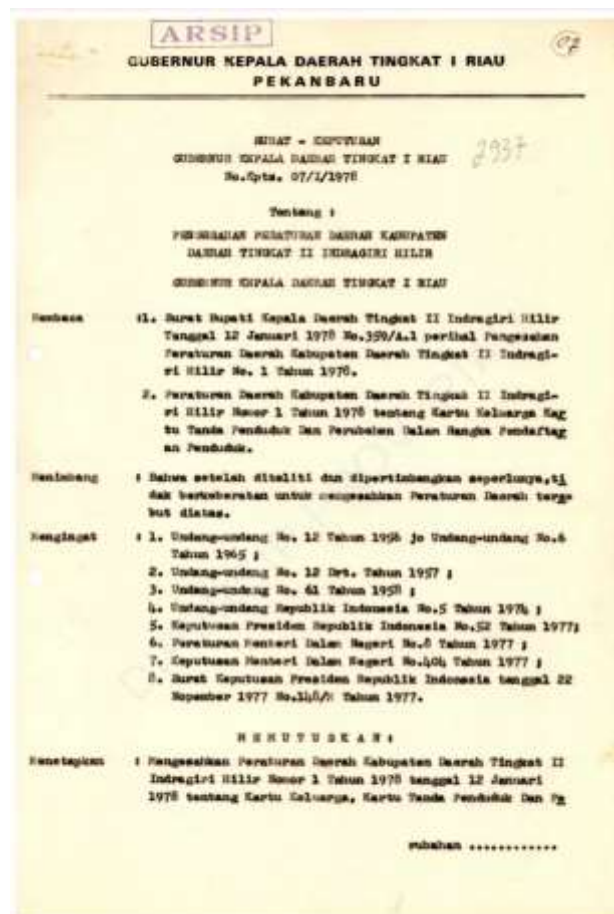 ARSIP
07
GUBERNUR KEPALA DAERAH TINGKAT I RIAU
PEKANBARU
SURAT - KEPUTUSAN
GUBERNUR KEPALA DAERAH TINGKAT I RIAU
2937
No.Kpts. 07/I/1978
Tentang :
PENGESAHAN PERATURAN DAERAH KABUPATEN
DAERAH TINGKAT II INDRAGIRI HILIR
GUBERNUR KEPALA DAERAH TINGKAT I RIAU
Membaca :1. Surat Bupati Kepala Daerah Tingkat II Indragiri Hilir
Tanggal 12 Januari 1978 No.359/A.1 perihal Pengesahan
Peraturan Daerah Kabupaten Daerah Tingkat II Indragi-
ri Hilir No. 1 Tahun 1978.
2. Peraturan Daerah Kabupaten Daerah Tingkat II Indragi-
ri Hilir Nomor 1 Tahun 1978 tentang Kartu Keluarga Kar
tu Tanda Penduduk Dan Perubahan Dalam Rangka Pendaftar
an Penduduk.
Menimbang : Bahwa setelah diteliti dan dipertimbangkan seperlunya,ti
dak berkeberatan untuk mengesahkan Peraturan Daerah terse
but diatas.
Mengingat : 1. Undang-undang No. 12 Tahun 1956 jo Undang-undang No.6
Tahun 1965 ;
2. Undang-undang No. 12 Drt. Tahun 1957 ;
3. Undang-undang No. 61 Tahun 1958 ;
4. Undang-undang Republik Indonesia No.5 Tahun 1974 ;
5. Keputusan Presiden Republik Indonesia No.52 Tahun 1977;
6. Peraturan Menteri Dalam Negeri No.8 Tahun 1977 ;
7. Keputusan Menteri Dalam Negeri No.404 Tahun 1977 ;
8. Surat Keputusan Presiden Republik Indonesia tanggal 22
Nopember 1977 No.148/M Tahun 1977.
M E M U T U S K A N :
Menetapkan : Mengesahkan Peraturan Daerah Kabupaten Daerah Tingkat II
Indragiri Hilir Nomor 1 Tahun 1978 tanggal 12 Januari
1978 tentang Kartu Keluarga, Kartu Tanda Penduduk Dan Pe
rubahan ............